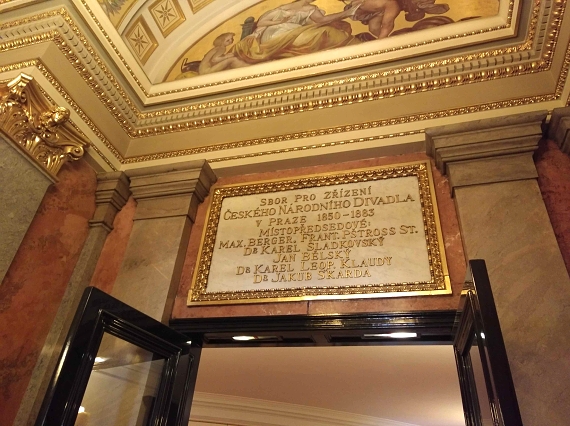 SBOR PRO ZŘÍZENÍ
ČESKÉHO NÁRODNÍHO DIVADLA
V PRAZE 1850-1883
MÍSTOPŘEDSEDOVÉ:
MAX. BERGER, FRANT. PŠTROSS ST.
DR KAREL SLADKOVSKÝ
JAN BĚLSKÝ
DR KAREL LEOP. KLAUDY
DR JAKUB ŠKARDA